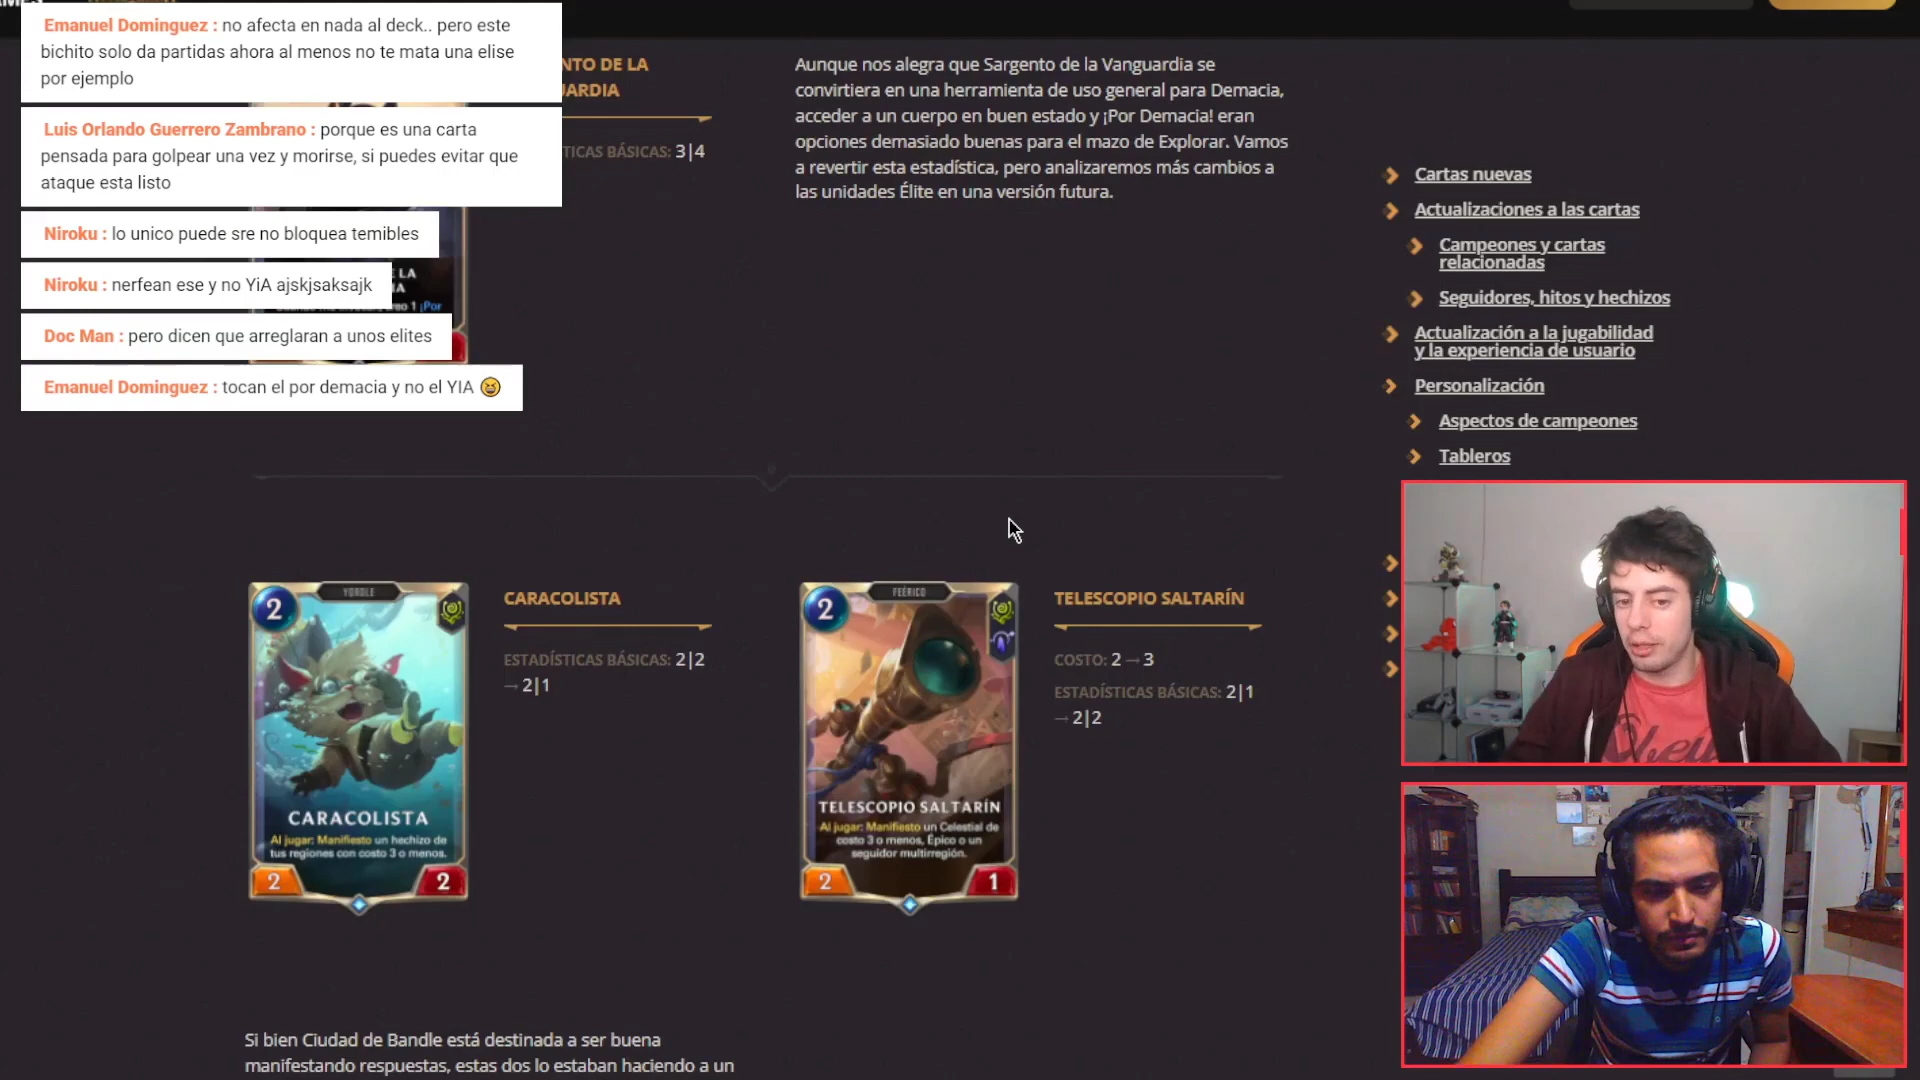 Emanuel Dominguez : no afecta en nada al deck.. pero este
bichito solo da partidas ahora al menos no te mata una elise
por ejemplo
Luis Orlando Guerrero Zambrano : porque es una carta
pensada para golpear una vez y morirse, si puedes evitar que
ataque esta listo
Niroku : lo unico puede sre no bloquea temibles
Niroku : nerfean ese y no YiA ajskjsaksajk
Doc Man : pero dicen que arreglaran a unos elites
Emanuel Dominguez : tocan el por demacia y no el YIA 😆
NTO DE LA
3|4
Aunque nos alegra que Sargento de la Vanguardia se
convirtiera en una herramienta de uso general para Demacia,
acceder a un cuerpo en buen estado y ¡Por Demacia! eran
opciones demasiado buenas para el mazo de Explorar. Vamos
a revertir esta estadística, pero analizaremos más cambios a
las unidades Élite en una versión futura.
Cartas nuevas
Actualizaciones a las cartas
Campeones y cartas
relacionadas
Seguidores, hitos y hechizos
Actualización a la jugabilidad
y la experiencia de usuario
Personalización
Aspectos de campeones
Tableros
2
YORDLE
CARACOLISTA
Al jugar: Manifiesto un hechizo de
tus regiones con costo 3 o menos.
2
2
CARACOLISTA
ESTADÍSTICAS BÁSICAS: 2|2
→ 2|1
2
FEÉRICO
TELESCOPIO SALTARÍN
Al jugar: Manifiesto un Celestial de
costo 3 o menos, Épico o un
seguidor multirregión.
2
1
TELESCOPIO SALTARÍN
COSTO: 2 → 3
ESTADÍSTICAS BÁSICAS: 2|1
→ 2|2
Si bien Ciudad de Bandle está destinada a ser buena
manifestando respuestas, estas dos lo estaban haciendo a un